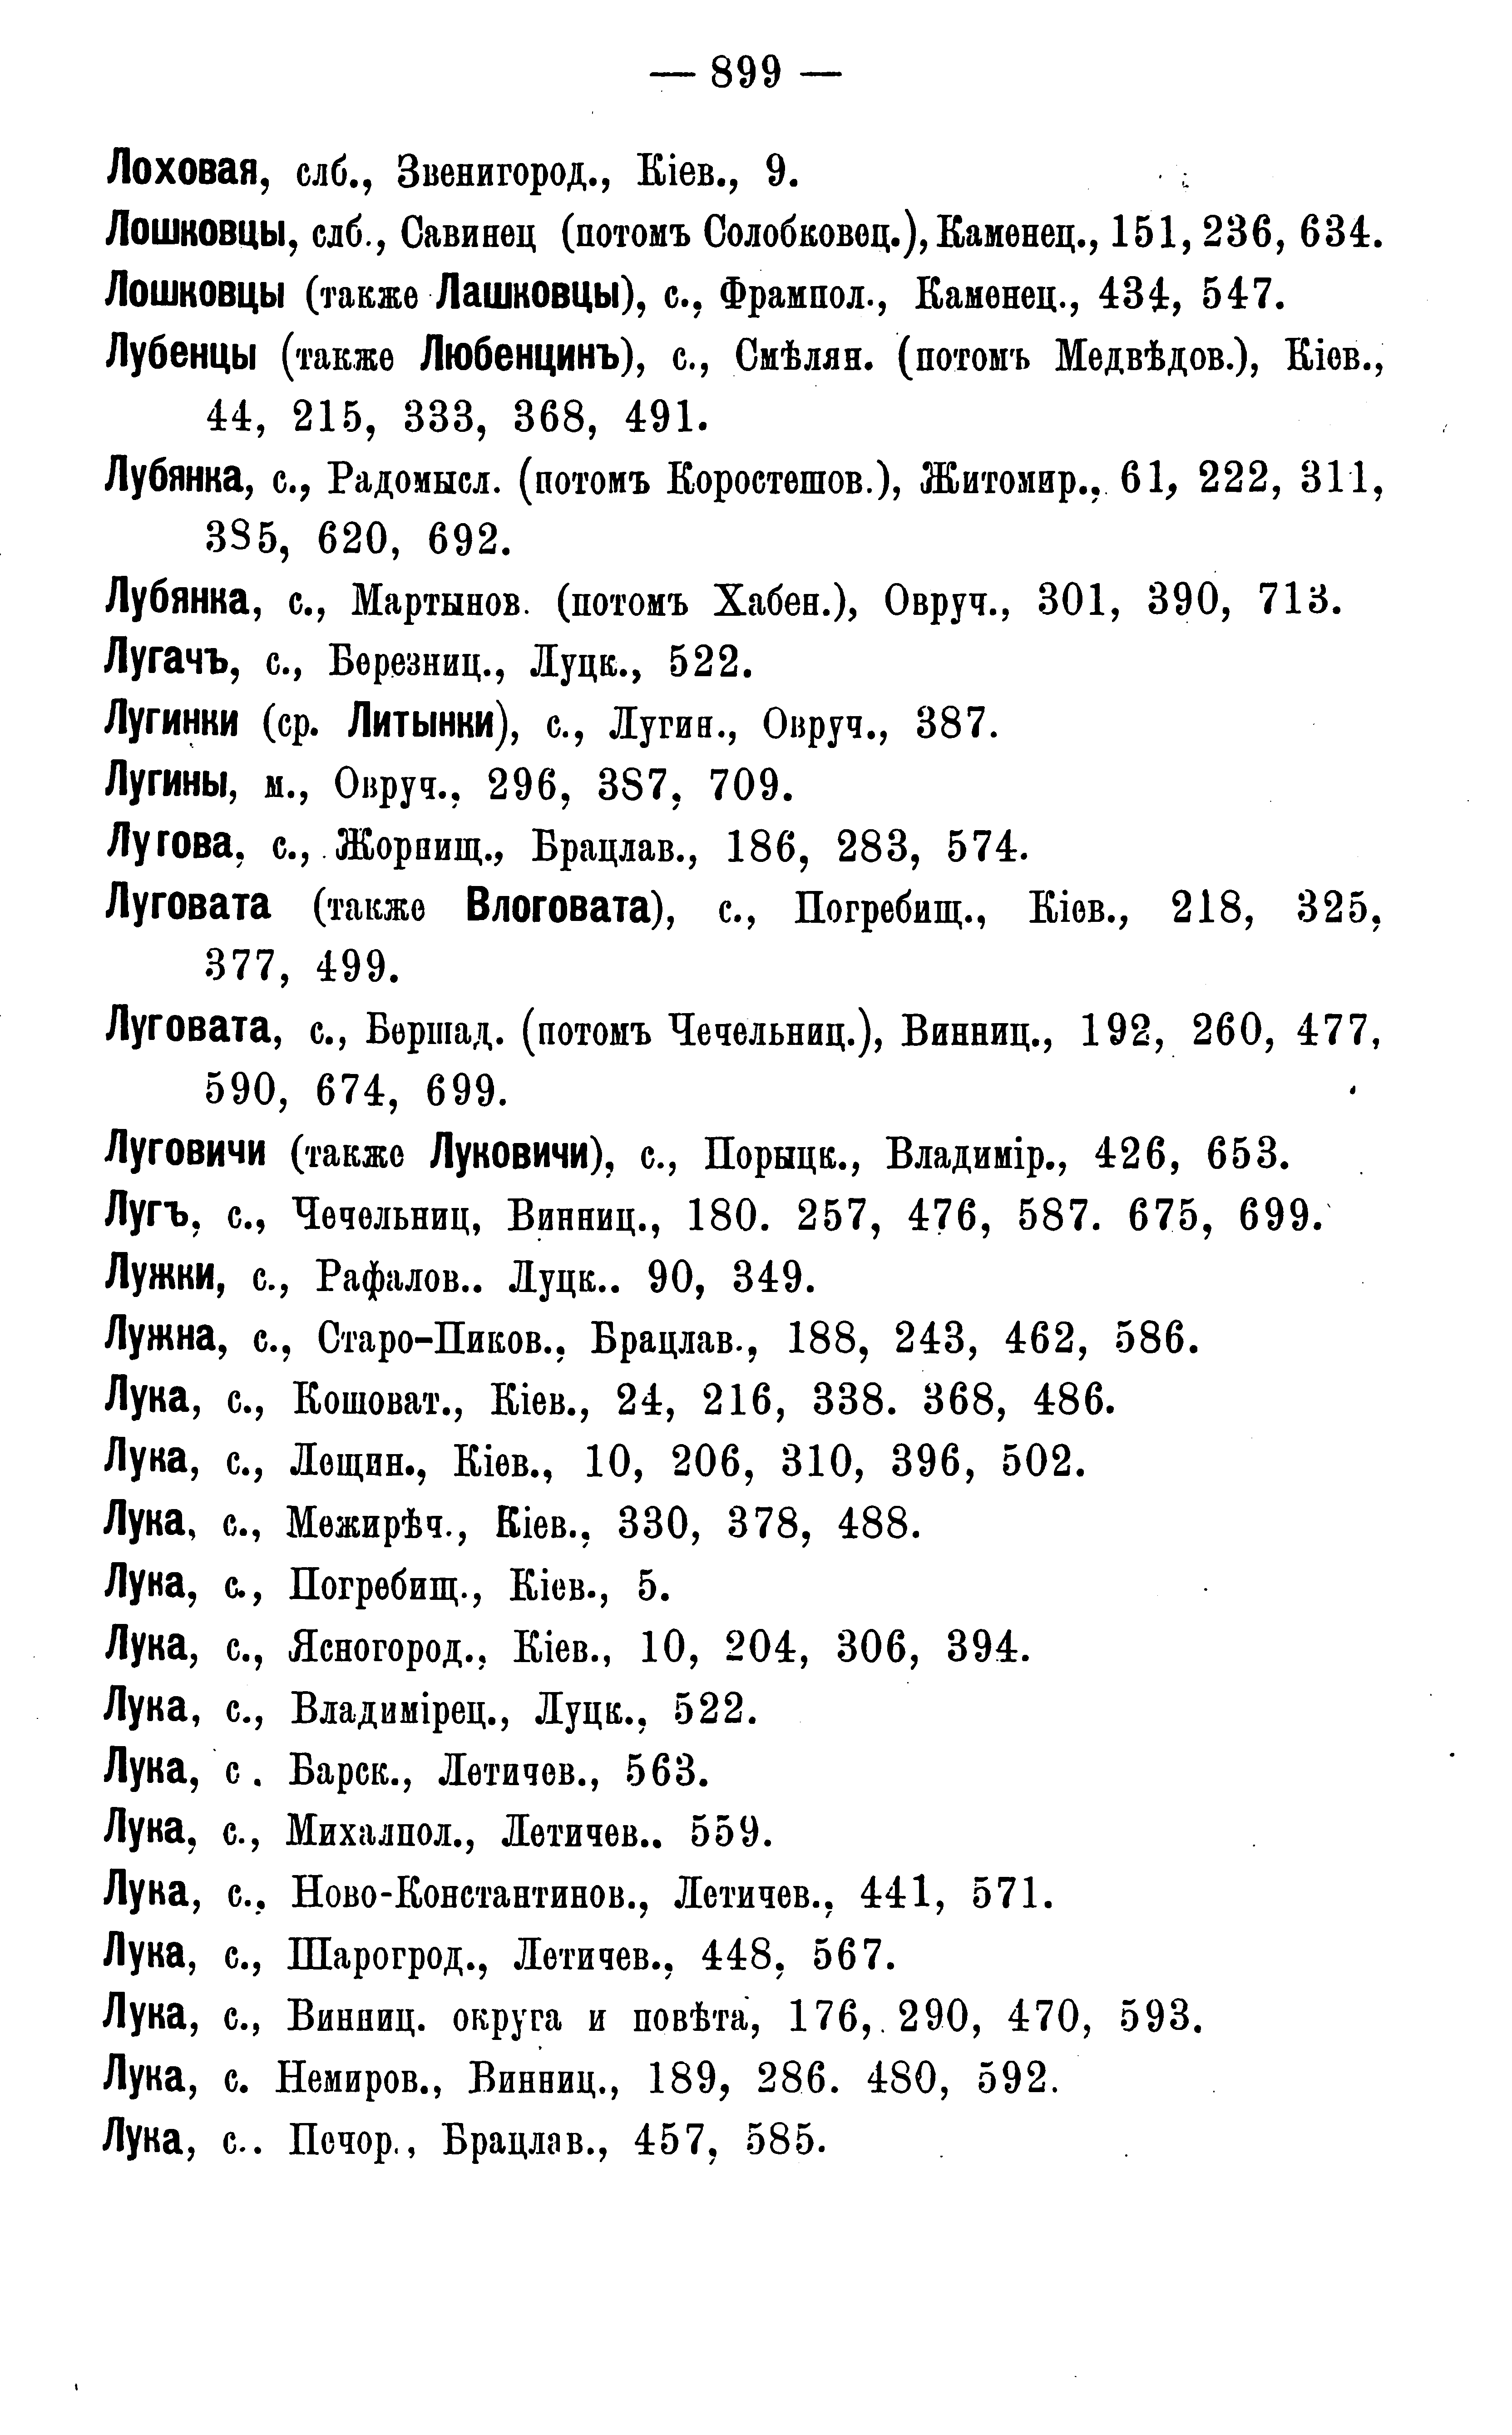 — 899 —
Лоховая, слб., Звенигород., Кіев., 9.
Лошковцы, слб., Савинец (потомъ Солобковец.), Каменец., 151, 236, 634.
Лошковцы (также Лашковцы), с., Фрампол., Каменец., 434, 547.
Лубенцы (также Любенцинъ), с., Смѣлян. (потомъ Медвѣдов.), Кіев.,
44, 215, 333, 368, 491.
Лубянка, с., Радомысл. (потомъ Коростешов.), Житомир., 61, 222, 311,
385, 620, 692.
Лубянка, с., Мартынов. (потомъ Хабен.), Овруч., 301, 390, 713.
Лугачъ, с., Березниц., Луцк., 522.
Лугинки (ср. Литынки), с., Лугин., Овруч., 387.
Лугины, м., Овруч., 296, 387, 709.
Лугова, с., Жорнищ., Брацлав., 186, 283, 574.
Луговата (также Влоговата), с., Погребищ., Кіев., 218, 325,
377, 499.
Луговата, с., Бершад. (потомъ Чечельниц.), Винниц., 192, 260, 477,
590, 674, 699.
Луговичи (также Луковичи), с., Порыцк., Владимір., 426, 653.
Лугъ, с., Чечельниц, Винниц., 180. 257, 476, 587. 675, 699.
Лужки, с., Рафалов.. Луцк.. 90, 349.
Лужна, с., Старо-Пиков., Брацлав., 188, 243, 462, 586.
Лука, с., Кошоват., Кіев., 24, 216, 338. 368, 486.
Лука, с., Лещин., Кіев., 10, 206, 310, 396, 502.
Лука, с., Межирѣч., Кіев., 330, 378, 488.
Лука, с., Погребищ., Кіев., 5.
Лука, с., Ясногород., Кіев., 10, 204, 306, 394.
Лука, с., Владимірец., Луцк., 522.
Лука, с . Барск., Летичев., 563.
Лука, с., Михалпол., Летичев.. 559.
Лука, с., Ново-Константинов., Летичев., 441, 571.
Лука, с., Шарогрод., Летичев., 448, 567.
Лука, с., Винниц. округа и повѣта, 176, 290, 470, 593.
Лука, с. Немиров., Винниц., 189, 286. 480, 592.
Лука, с.. Печор., Брацлав., 457, 585.